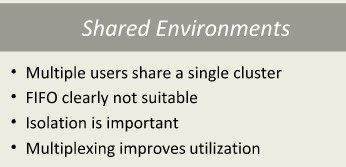 Shared Environments
• Multiple users share a single cluster
• FIFO clearly not suitable
• Isolation is important
• Multiplexing improves utilization